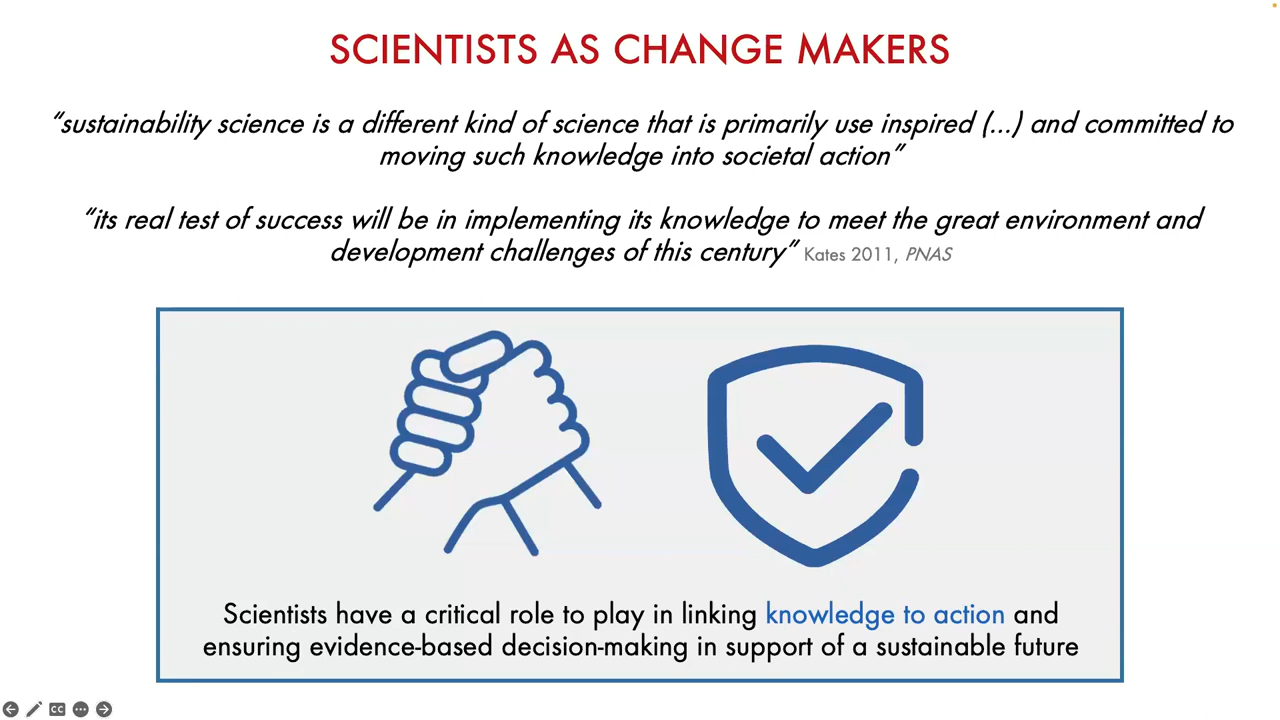 SCIENTISTS AS CHANGE MAKERS
“sustainability science is a different kind of science that is primarily use inspired (...) and committed to
moving such knowledge into societal action”
“its real test of success will be in implementing its knowledge to meet the great environment and
development challenges of this century” Kates 2011, PNAS
Scientists have a critical role to play in linking knowledge to action and
ensuring evidence-based decision-making in support of a sustainable future
CC